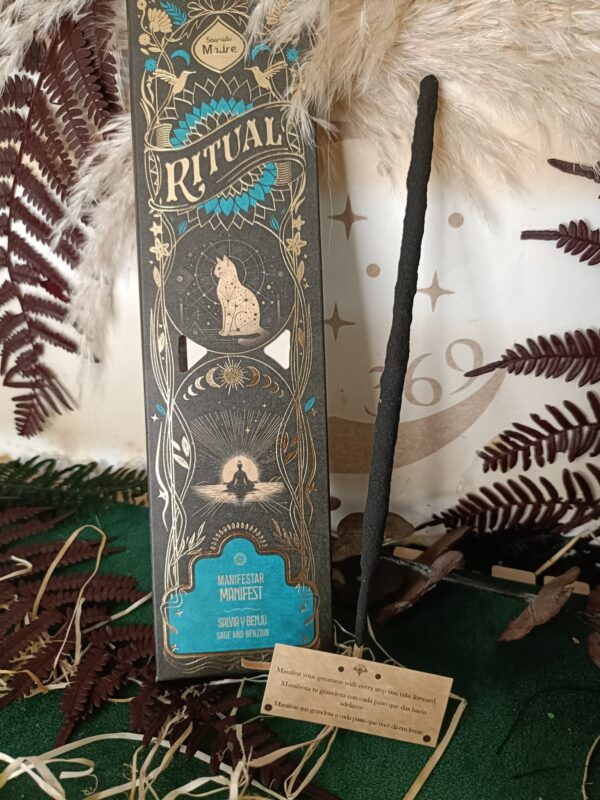 Sagrada
Madre
RITUAL
369
MANIFESTAR
MANIFEST
SALVIA Y BENJUI
SAGE AND BENZOIN
Manifest your greatness with every step you take forward.
Manifiesta tu grandeza con cada paso que das hacia
adelante.
Manifeste sua grandeza a cada passo que você dá em frente.